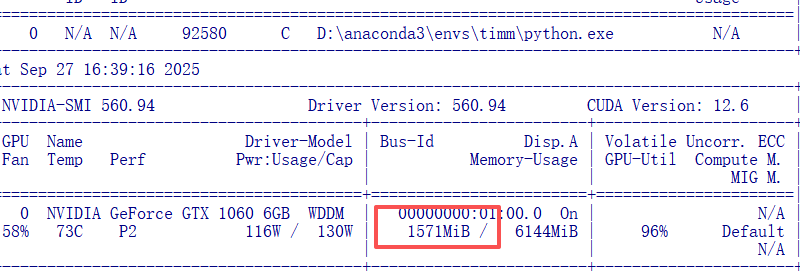 0 N/A N/A 92580 C D:\anaconda3\envs\timm\python.exe N/A
at Sep 27 16:39:16 2025
NVIDIA-SMI 560.94 Driver Version: 560.94 CUDA Version: 12.6
GPU Name Driver-Model | Bus-Id Disp.A | Volatile Uncorr. ECC
Fan Temp Perf Pwr:Usage/Cap | Memory-Usage | GPU-Util Compute M.
| | MIG M.
0 NVIDIA GeForce GTX 1060 6GB WDDM | 00000000:01:00.0 On | N/A
58% 73C P2 116W / 130W | 1571MiB / 6144MiB | 96% Default
| | N/A